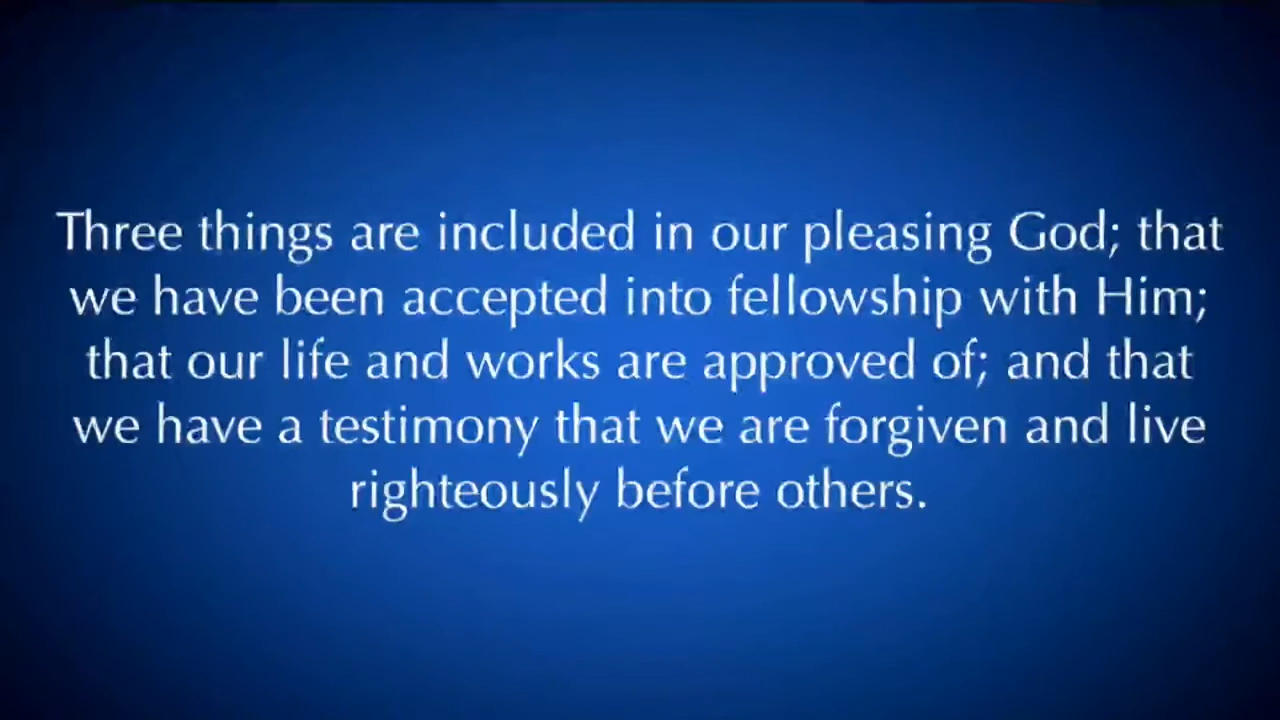 Three things are included in our pleasing God; that
we have been accepted into fellowship with Him;
that our life and works are approved of; and that
we have a testimony that we are forgiven and live
righteously before others.